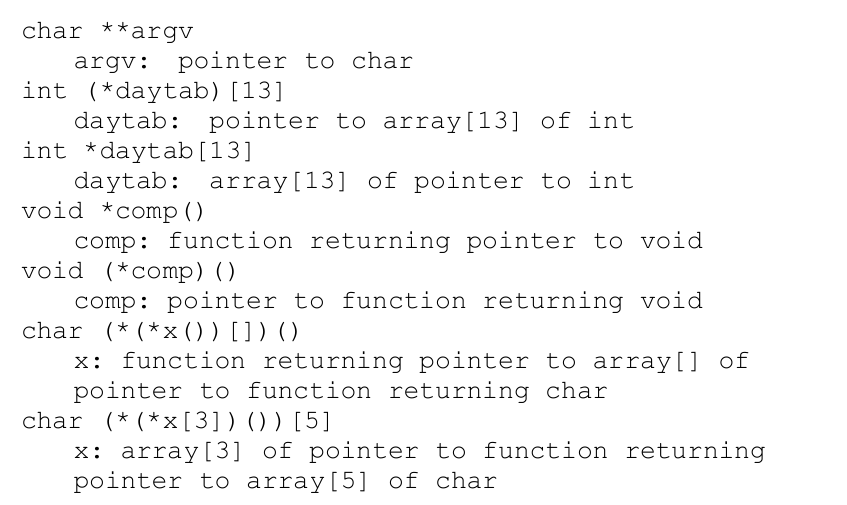 char **argv
argv: pointer to char
int (*daytab)[13]
daytab: pointer to array[13] of int
int *daytab[13]
daytab: array[13] of pointer to int
void *comp()
comp: function returning pointer to void
void (*comp)()
comp: pointer to function returning void
char (*(*x())[])()
x: function returning pointer to array[] of
pointer to function returning char
char (*(*x[3])())[5]
x: array[3] of pointer to function returning
pointer to array[5] of char